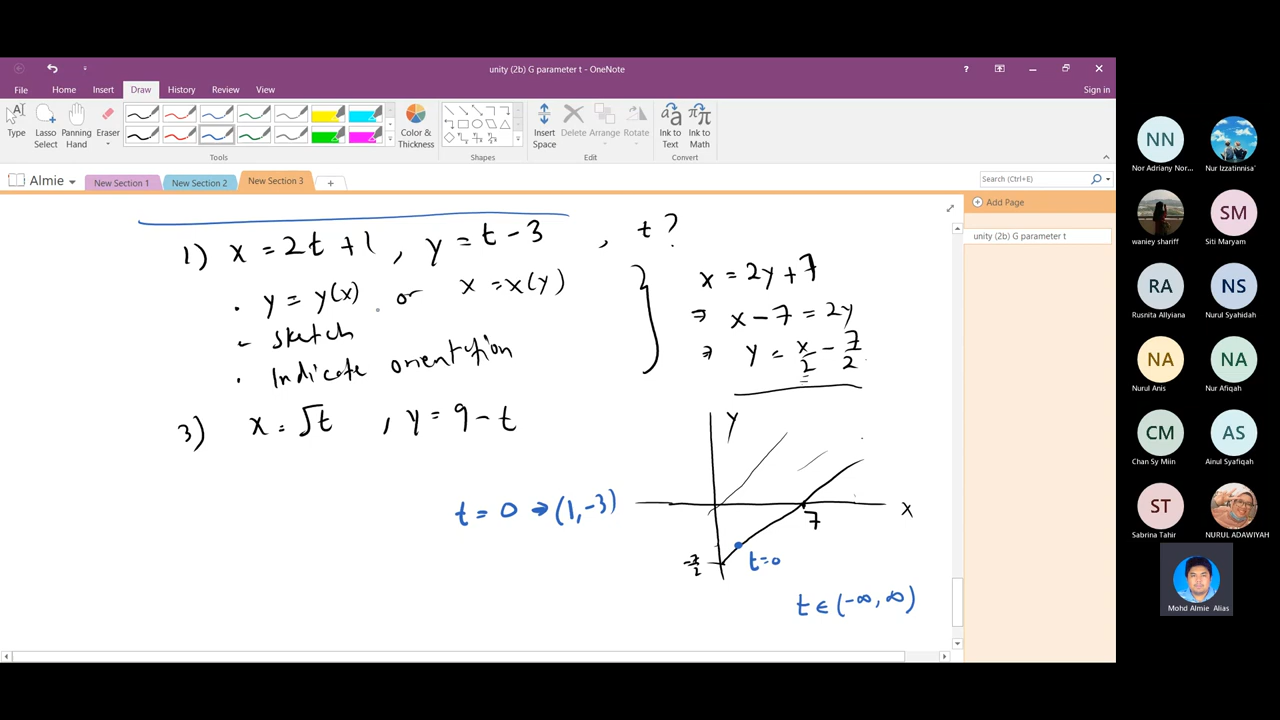 unity (2b) G parameter t - OneNote
?
File
Home
Insert
Draw
History
Review
View
Sign in
Type
Lasso Select
Panning Hand
Eraser
Color & Thickness
Insert Space
Delete
Arrange
Rotate
Ink to Text
Ink to Math
Tools
Shapes
Edit
Convert
Almie
New Section 1
New Section 2
New Section 3
+
Search (Ctrl+E)
Add Page
unity (2b) G parameter t
1) x = 2t + 1 , y = t - 3 , t ?
. y = y(x) or x = x(y)
- sketch
. Indicate orientation
x = 2y + 7
⇒ x - 7 = 2y
⇒ y = x/2 - 7/2
3) x = √t , y = 9 - t
t = 0 → (1, -3)
y
x
7
-7/2
t=0
t ∈ (-∞, ∞)
NN
Nor Adriany Nor...
Nur Izzatinnisa'
waniey shariff
SM
Siti Maryam
RA
Rusnita Allyiana
NS
Nurul Syahidah
NA
Nurul Anis
NA
Nur Afiqah
CM
Chan Sy Miin
AS
Ainul Syafiqah
ST
Sabrina Tahir
NURUL ADAWIYAH
Mohd Almie Alias